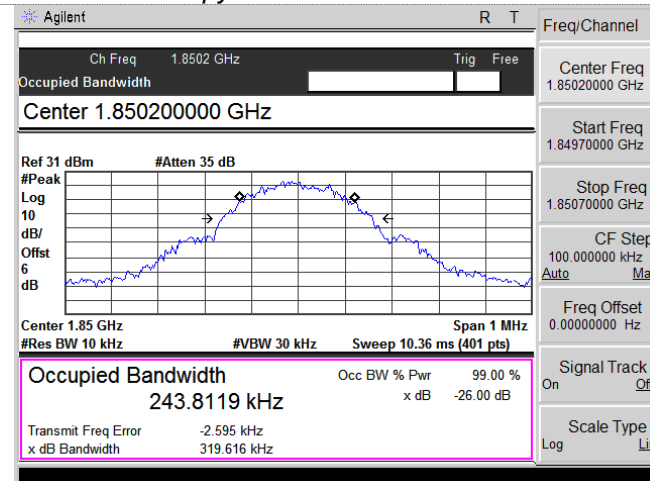 Agilent R T
Ch Freq 1.8502 GHz Trig Free
Occupied Bandwidth
Center 1.850200000 GHz
Ref 31 dBm #Atten 35 dB
#Peak
Log
10
dB/
Offst
6
dB
Center 1.85 GHz Span 1 MHz
#Res BW 10 kHz #VBW 30 kHz Sweep 10.36 ms (401 pts)
Occupied Bandwidth Occ BW % Pwr 99.00 %
243.8119 kHz x dB -26.00 dB
Transmit Freq Error -2.595 kHz
x dB Bandwidth 319.616 kHz
Freq/Channel
Center Freq
1.85020000 GHz
Start Freq
1.84970000 GHz
Stop Freq
1.85070000 GHz
CF Step
100.000000 kHz
Auto Ma
Freq Offset
0.00000000 Hz
Signal Track
On Of
Scale Type
Log Li